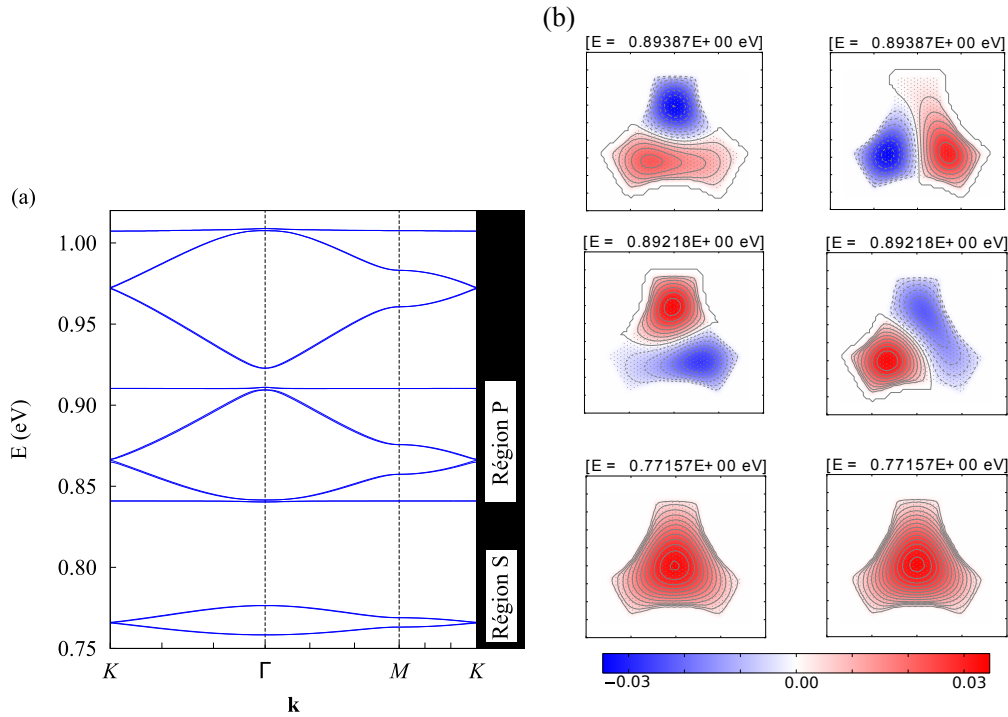 (a)
E (eV)
1.00
0.95
0.90
0.85
0.80
0.75
K Γ M K
k
Région P
Région S
(b)
[E = 0.89387E+00 eV] [E = 0.89387E+00 eV]
[E = 0.89218E+00 eV] [E = 0.89218E+00 eV]
[E = 0.77157E+00 eV] [E = 0.77157E+00 eV]
−0.03 0.00 0.03